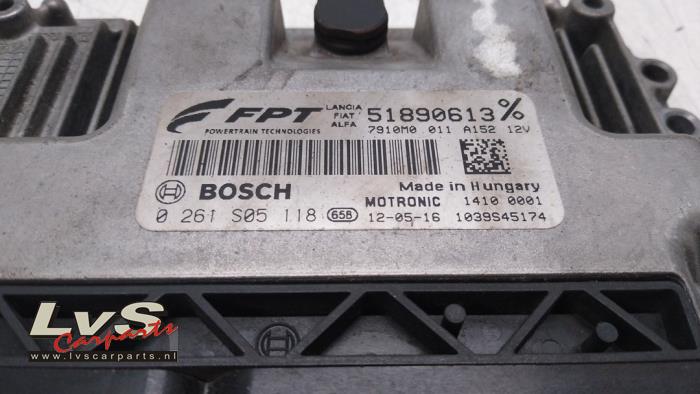 FPT
POWERTRAIN TECHNOLOGIES
LANCIA
FIAT
ALFA
51890613%
7910M0 011 A152 12V
BOSCH
Made in Hungary
MOTRONIC 1410 0001
0 261 S05 118 65B 12-05-16 1039S45174
LvS
Carparts
www.lvscarparts.nl